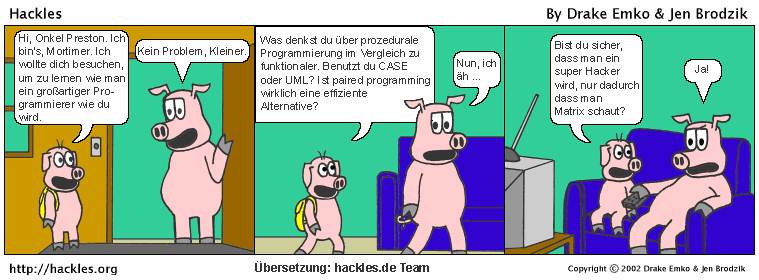 Hackles
By Drake Emko & Jen Brodzik
Hi, Onkel Preston. Ich
bin's, Mortimer. Ich
wollte dich besuchen,
um zu lernen wie man
ein großartiger Pro-
grammierer wie du
wird.
Kein Problem, Kleiner.
Was denkst du über prozedurale
Programmierung im Vergleich zu
funktionaler. Benutzt du CASE
oder UML? Ist paired programming
wirklich eine effiziente
Alternative?
Nun, ich
äh ...
Bist du sicher,
dass man ein
super Hacker
wird, nur dadurch
dass man
Matrix schaut?
Ja!
http://hackles.org
Übersetzung: hackles.de Team
Copyright © 2002 Drake Emko & Jen Brodzik